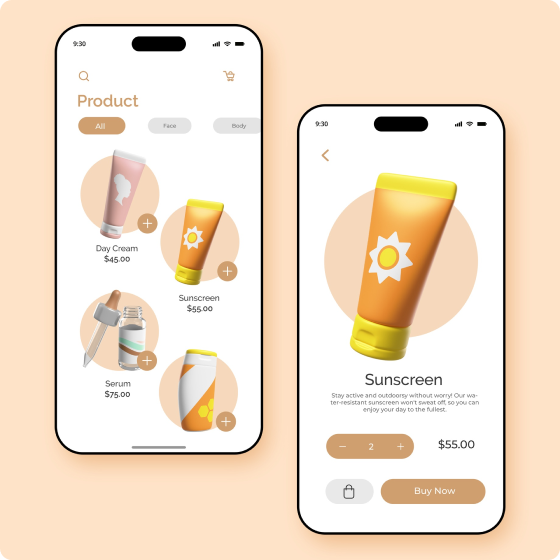 9:30
Product
All
Face
Body
Day Cream
$45.00
Sunscreen
$55.00
Serum
$75.00
9:30
Sunscreen
Stay active and outdoorsy without worry! Our wa-
ter-resistant sunscreen won't sweat off, so you can
enjoy your day to the fullest.
− 2 +
$55.00
Buy Now